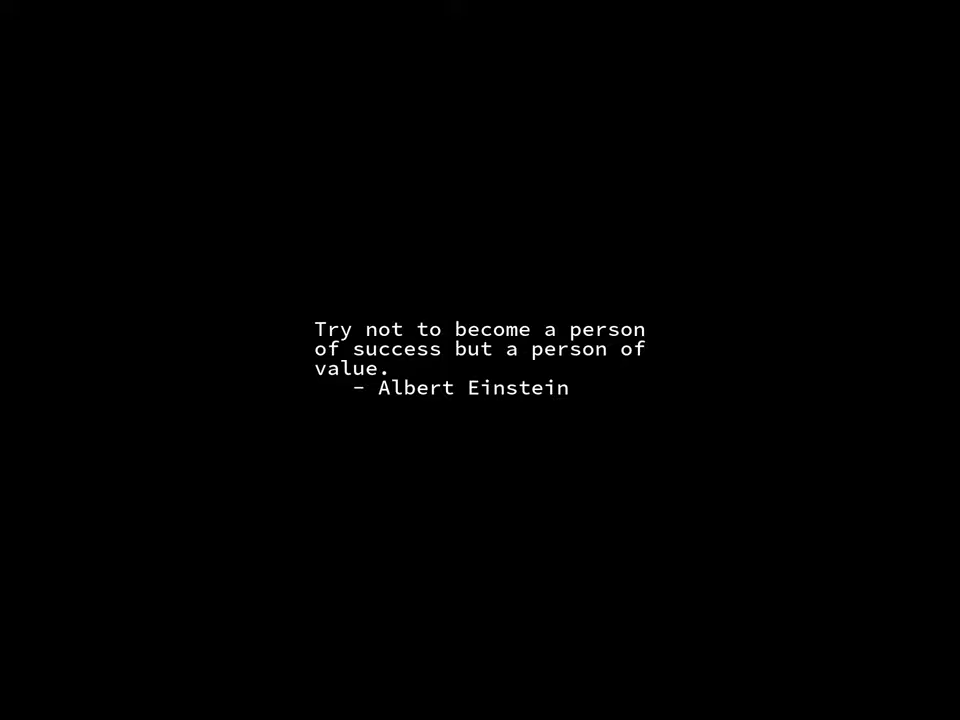 Try not to become a person
of success but a person of
value.
– Albert Einstein